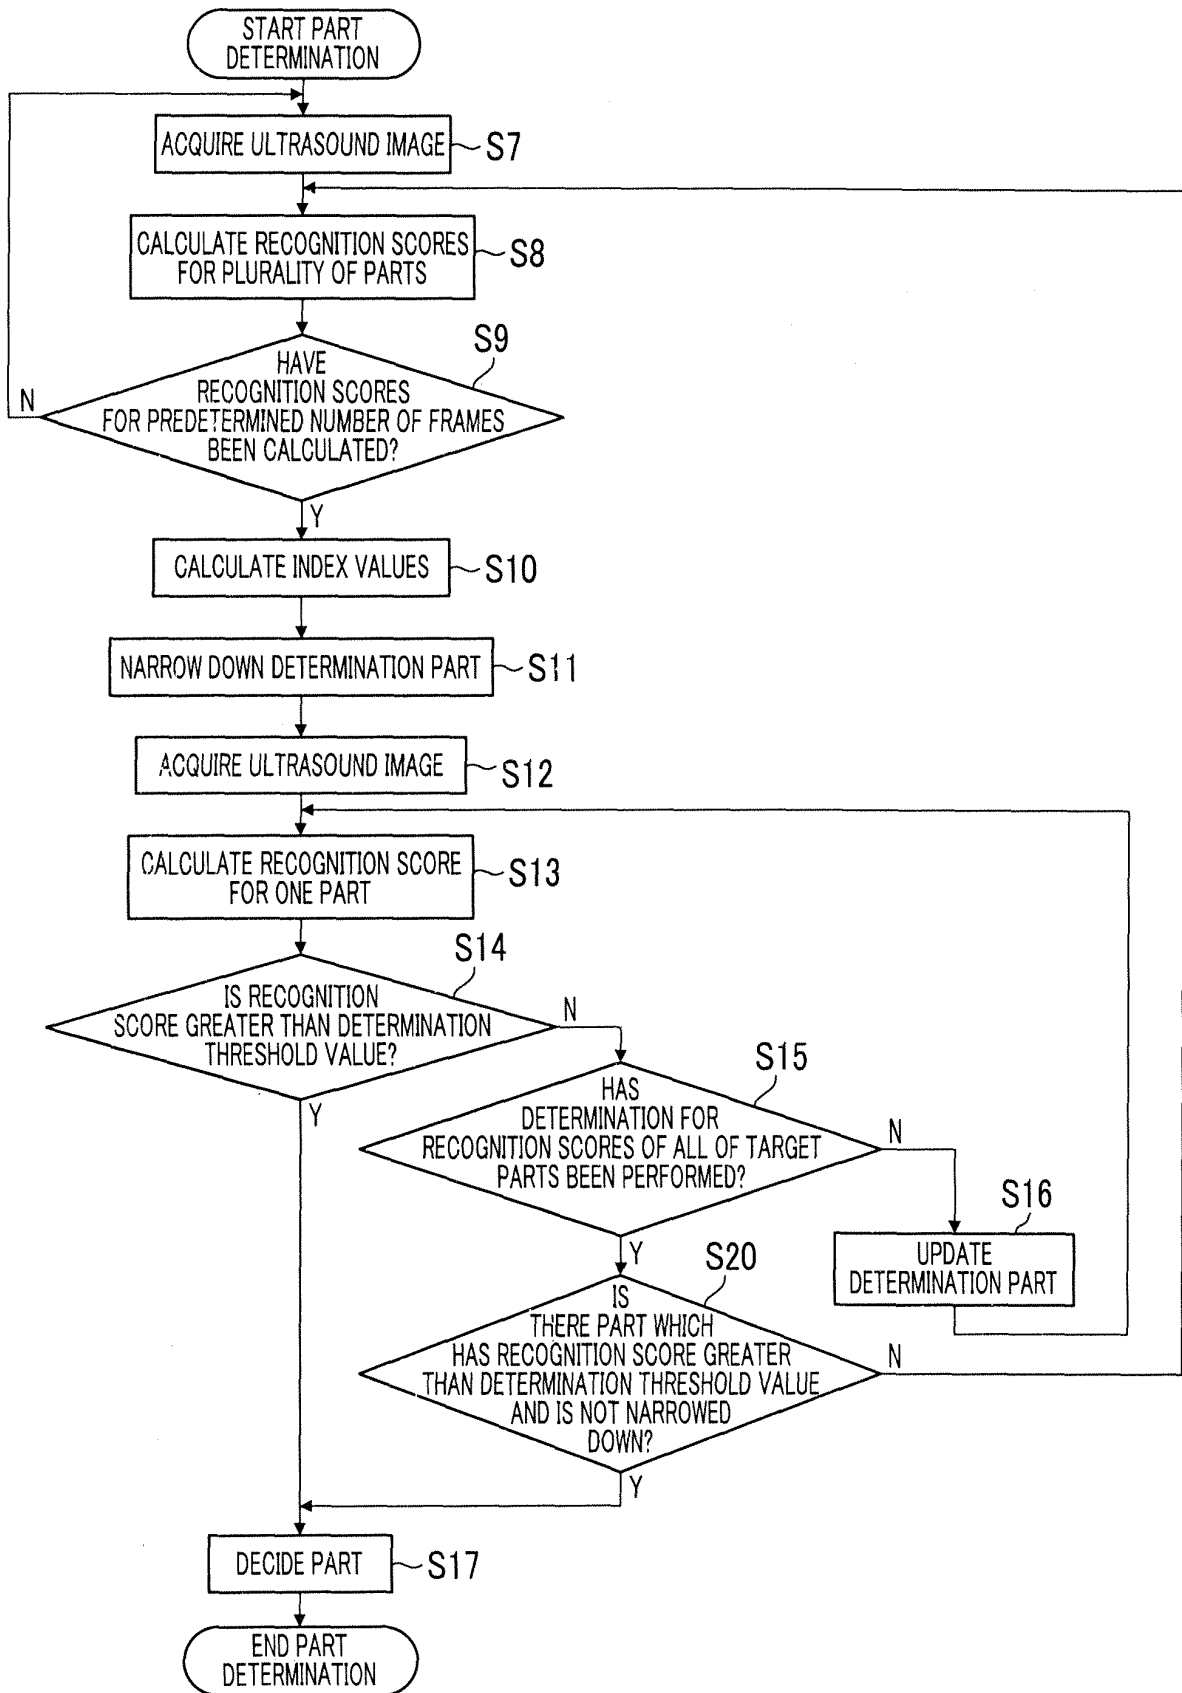 START PART
DETERMINATION
ACQUIRE ULTRASOUND IMAGE
S7
CALCULATE RECOGNITION SCORES
FOR PLURALITY OF PARTS
S8
S9
HAVE
RECOGNITION SCORES
FOR PREDETERMINED NUMBER OF FRAMES
BEEN CALCULATED?
N
Y
CALCULATE INDEX VALUES
S10
NARROW DOWN DETERMINATION PART
S11
ACQUIRE ULTRASOUND IMAGE
S12
CALCULATE RECOGNITION SCORE
FOR ONE PART
S13
S14
IS RECOGNITION
SCORE GREATER THAN DETERMINATION
THRESHOLD VALUE?
N
Y
S15
HAS
DETERMINATION FOR
RECOGNITION SCORES OF ALL OF TARGET
PARTS BEEN PERFORMED?
N
Y
S16
UPDATE
DETERMINATION PART
S20
IS
THERE PART WHICH
HAS RECOGNITION SCORE GREATER
THAN DETERMINATION THRESHOLD VALUE
AND IS NOT NARROWED
DOWN?
N
Y
DECIDE PART
S17
END PART
DETERMINATION